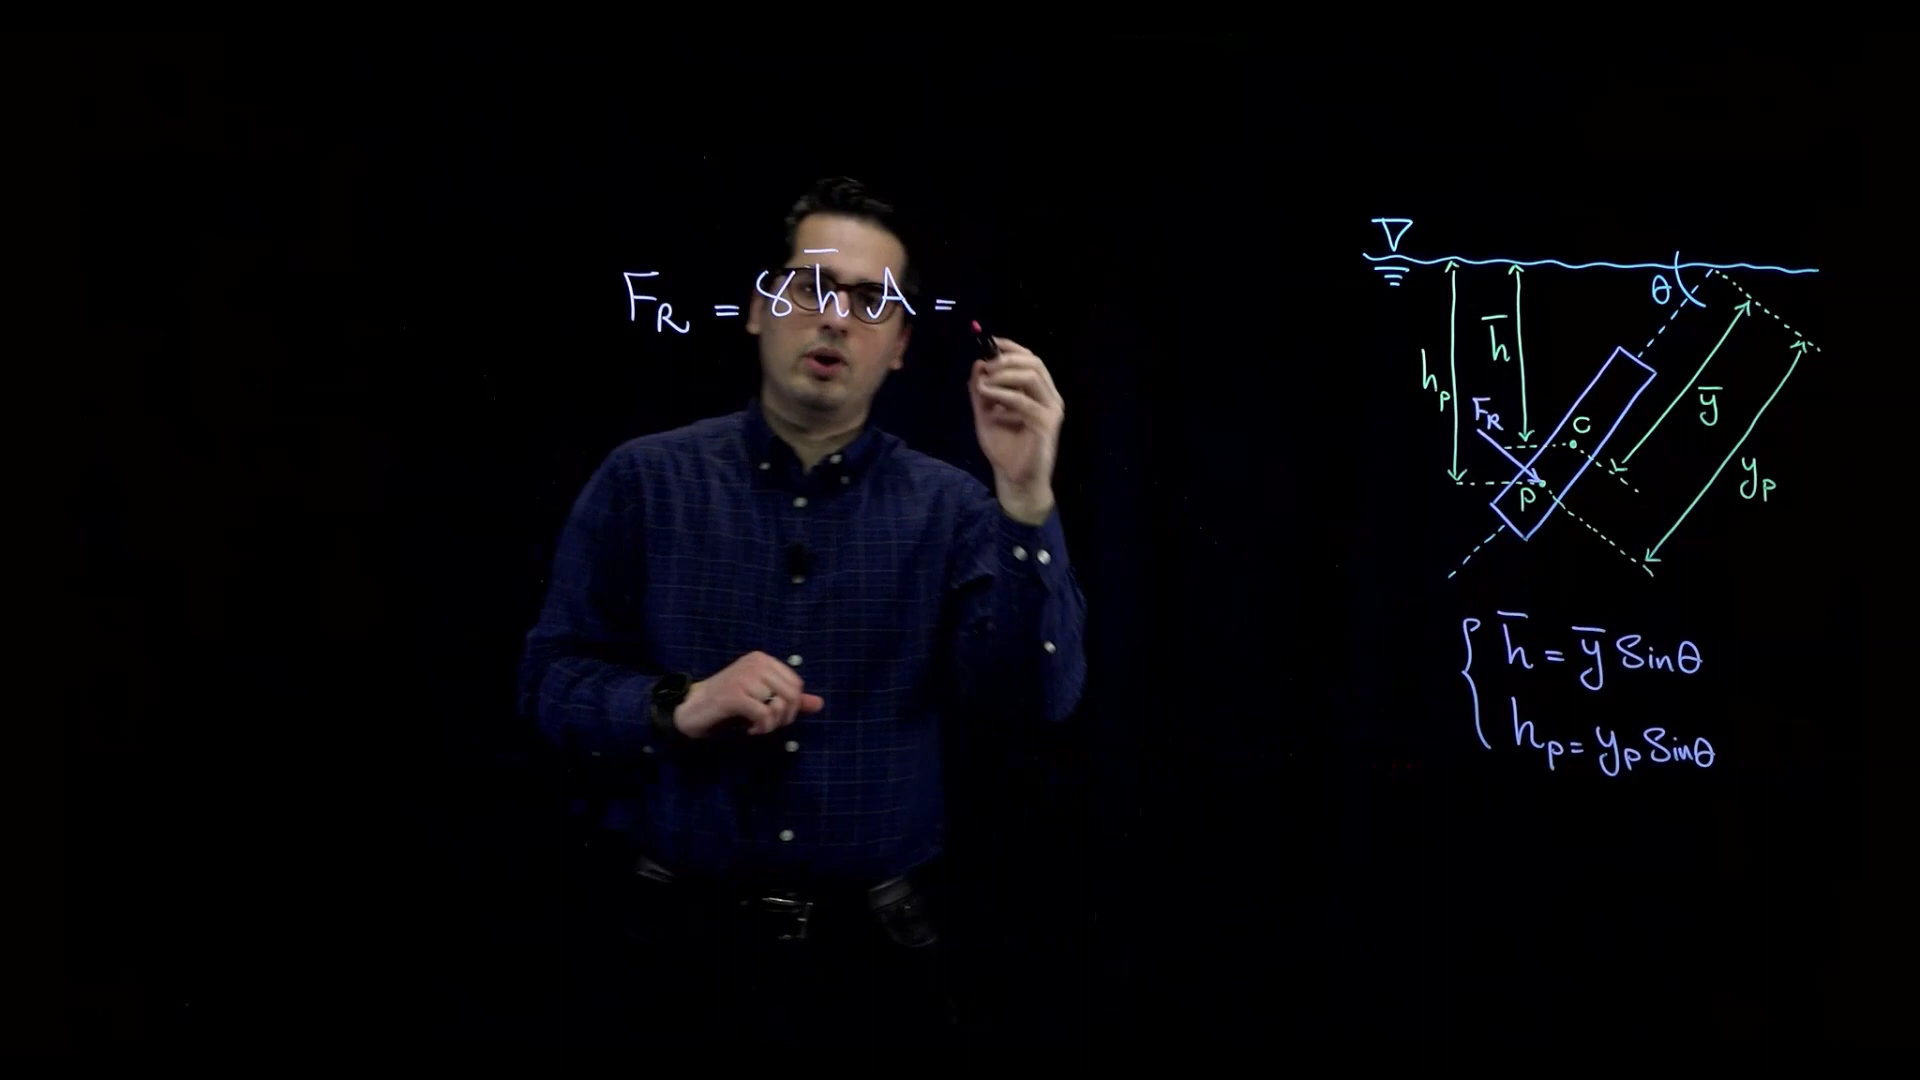 F_R = γ h̄ A =
θ
h̄
h_p
F_R
C
ȳ
P
y_p
h̄ = ȳ Sinθ
h_p = y_p Sinθ